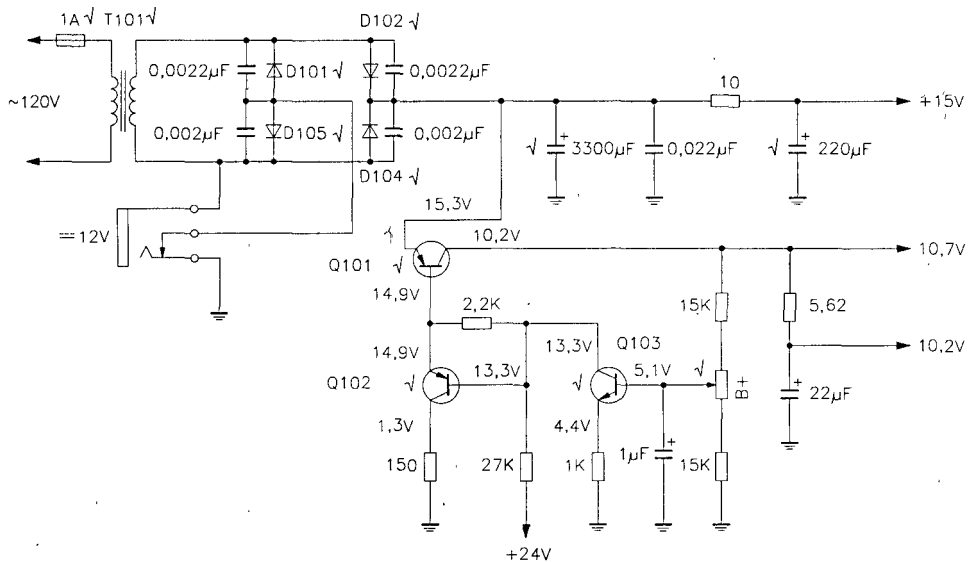 1A√ T101√
D102√
0,0022µF
D101√
0,0022µF
~120V
10
+15V
0,002µF
D105√
0,002µF
√
3300µF
0,022µF
√
220µF
D104√
=12V
15,3V
10,2V
10,7V
Q101
√
14,9V
2,2K
15K
5,62
14,9V
13,3V
Q103
10,2V
Q102
√
13,3V
√
5,1V
√
B+
22µF
1,3V
4,4V
150
27K
1K
1µF
15K
+24V